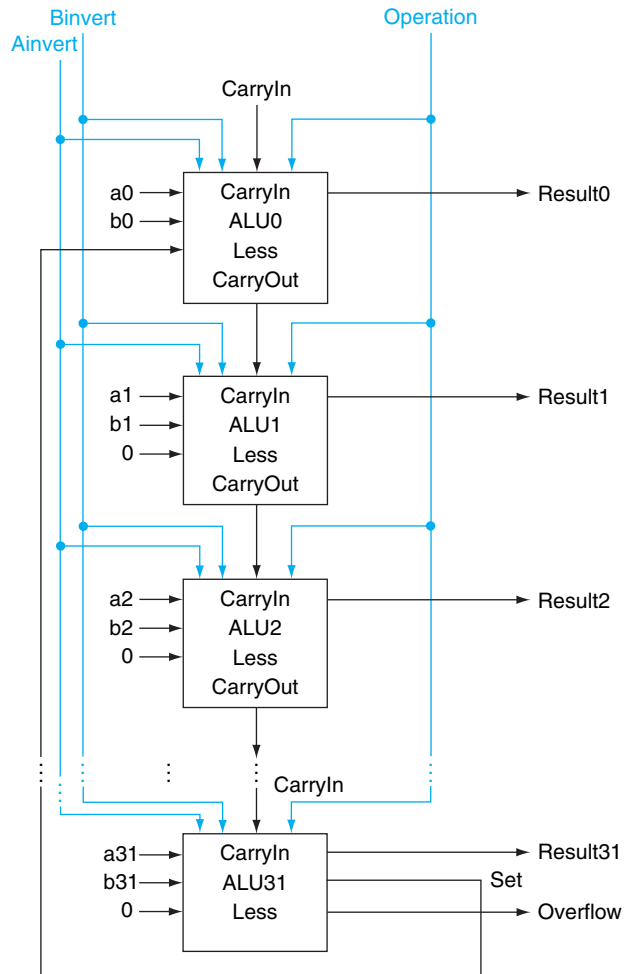 Binvert
Ainvert
Operation
CarryIn
a0
b0
CarryIn
ALU0
Less
CarryOut
Result0
a1
b1
0
CarryIn
ALU1
Less
CarryOut
Result1
a2
b2
0
CarryIn
ALU2
Less
CarryOut
Result2
CarryIn
a31
b31
0
CarryIn
ALU31
Less
Result31
Set
Overflow